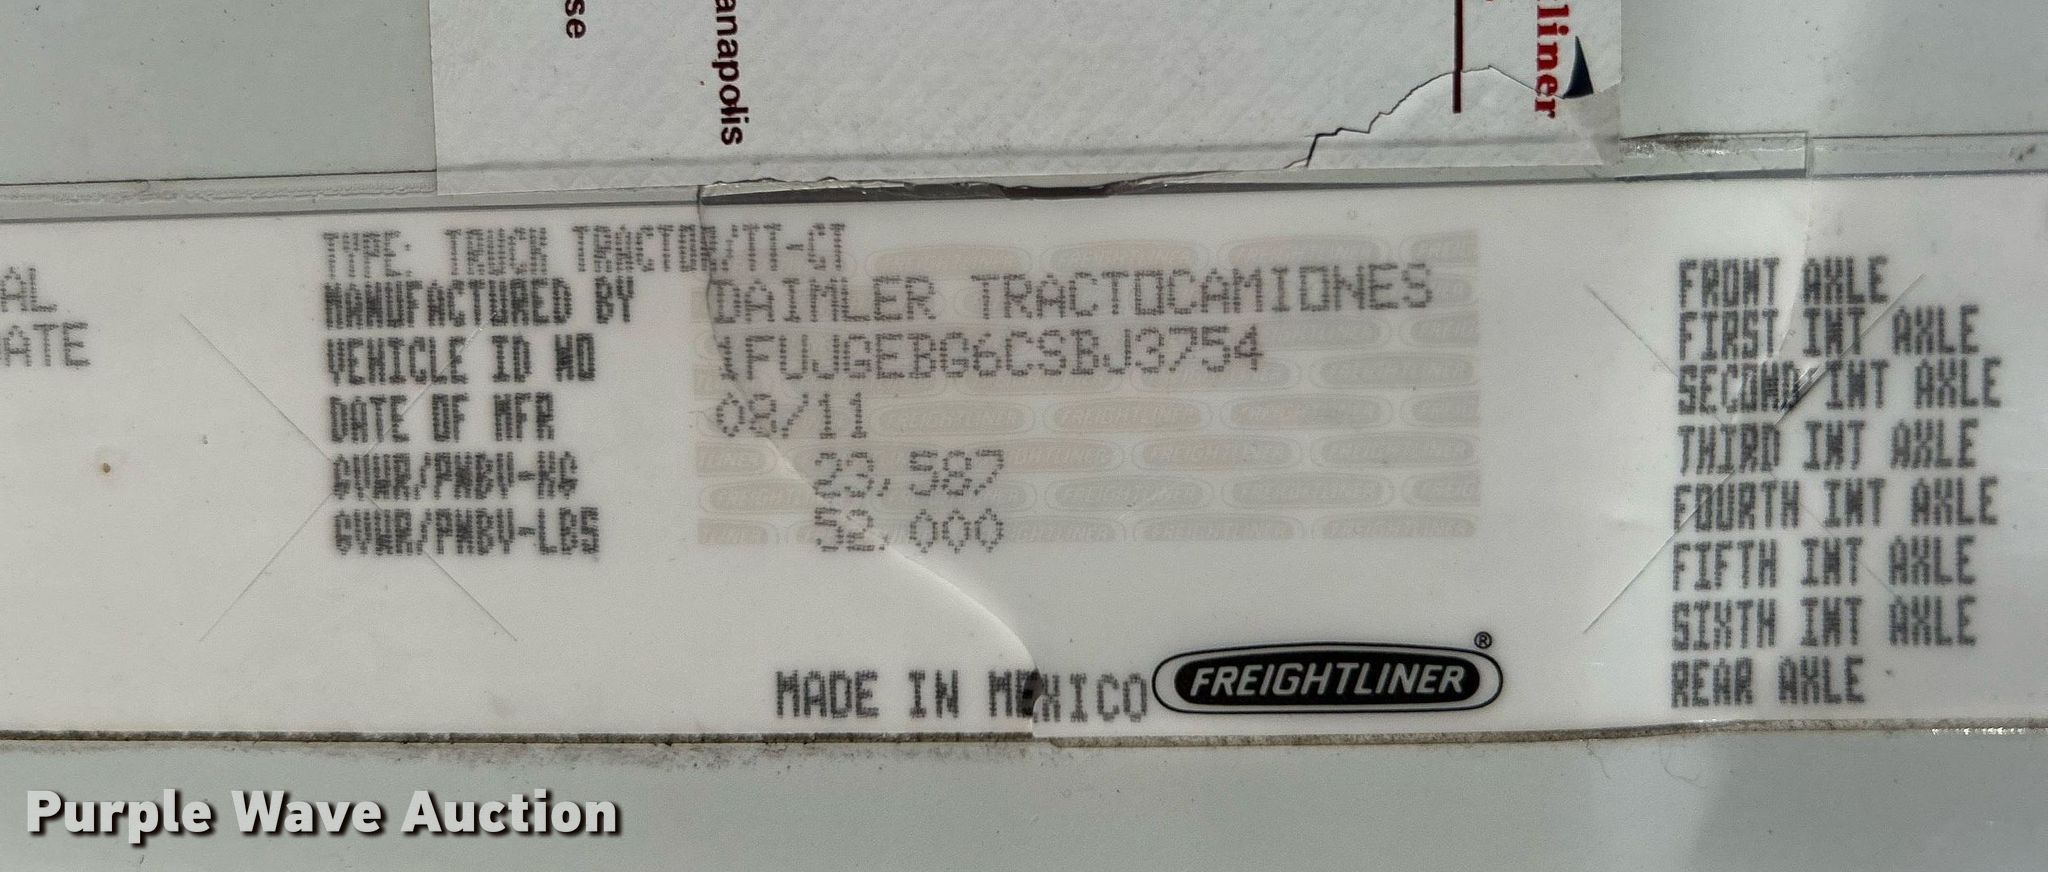 se
anapolis
liner
AL
ATE
TYPE: TRUCK TRACTOR/TT-CT
MANUFACTURED BY DAIMLER TRACTOCAMIONES
VEHICLE ID NO 1FUJGEBG6CSBJ3754
DATE OF MFR 08/11
GVWR/PNBV-KG 23,587
GVWR/PNBV-LBS 52,000
MADE IN MEXICO FREIGHTLINER®
FRONT AXLE
FIRST INT AXLE
SECOND INT AXLE
THIRD INT AXLE
FOURTH INT AXLE
FIFTH INT AXLE
SIXTH INT AXLE
REAR AXLE
Purple Wave Auction